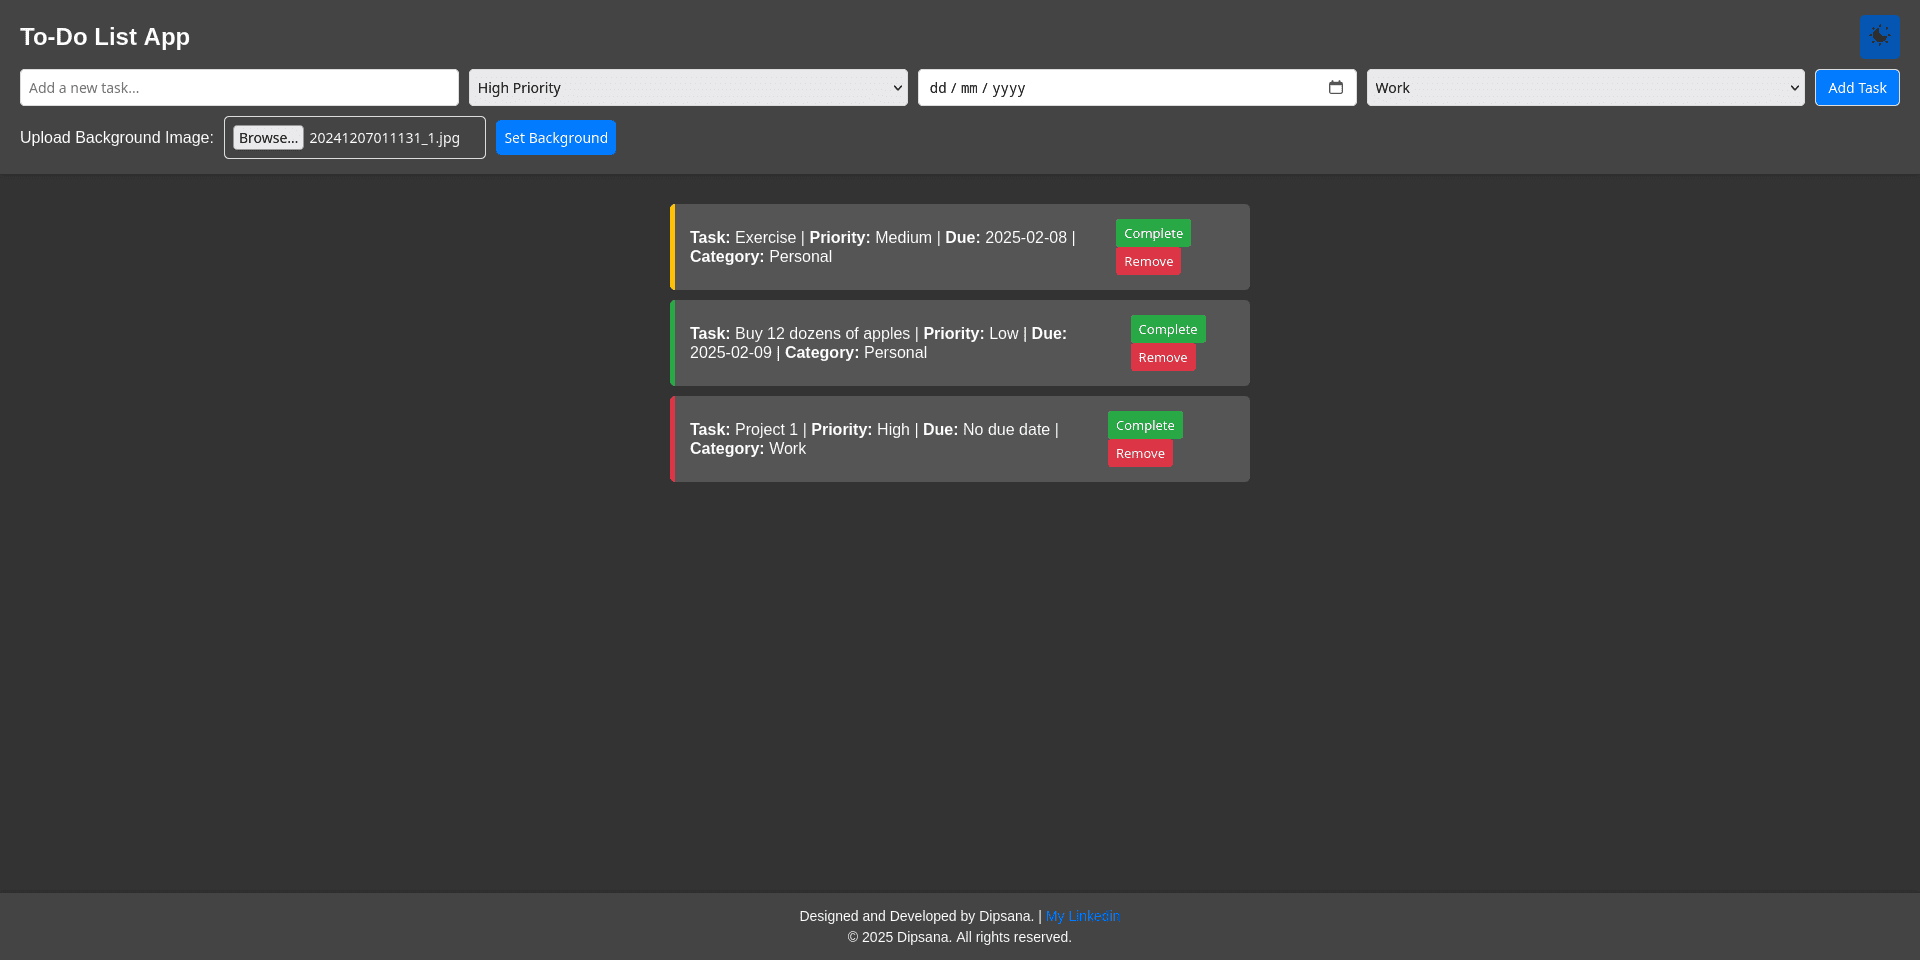 To-Do List App
Add a new task...
High Priority
dd / mm / yyyy
Work
Add Task
Upload Background Image:
Browse...
20241207011131_1.jpg
Set Background
Task: Exercise | Priority: Medium | Due: 2025-02-08 |
Category: Personal
Complete
Remove
Task: Buy 12 dozens of apples | Priority: Low | Due:
2025-02-09 | Category: Personal
Complete
Remove
Task: Project 1 | Priority: High | Due: No due date |
Category: Work
Complete
Remove
Designed and Developed by Dipsana. | My Linkedin
© 2025 Dipsana. All rights reserved.